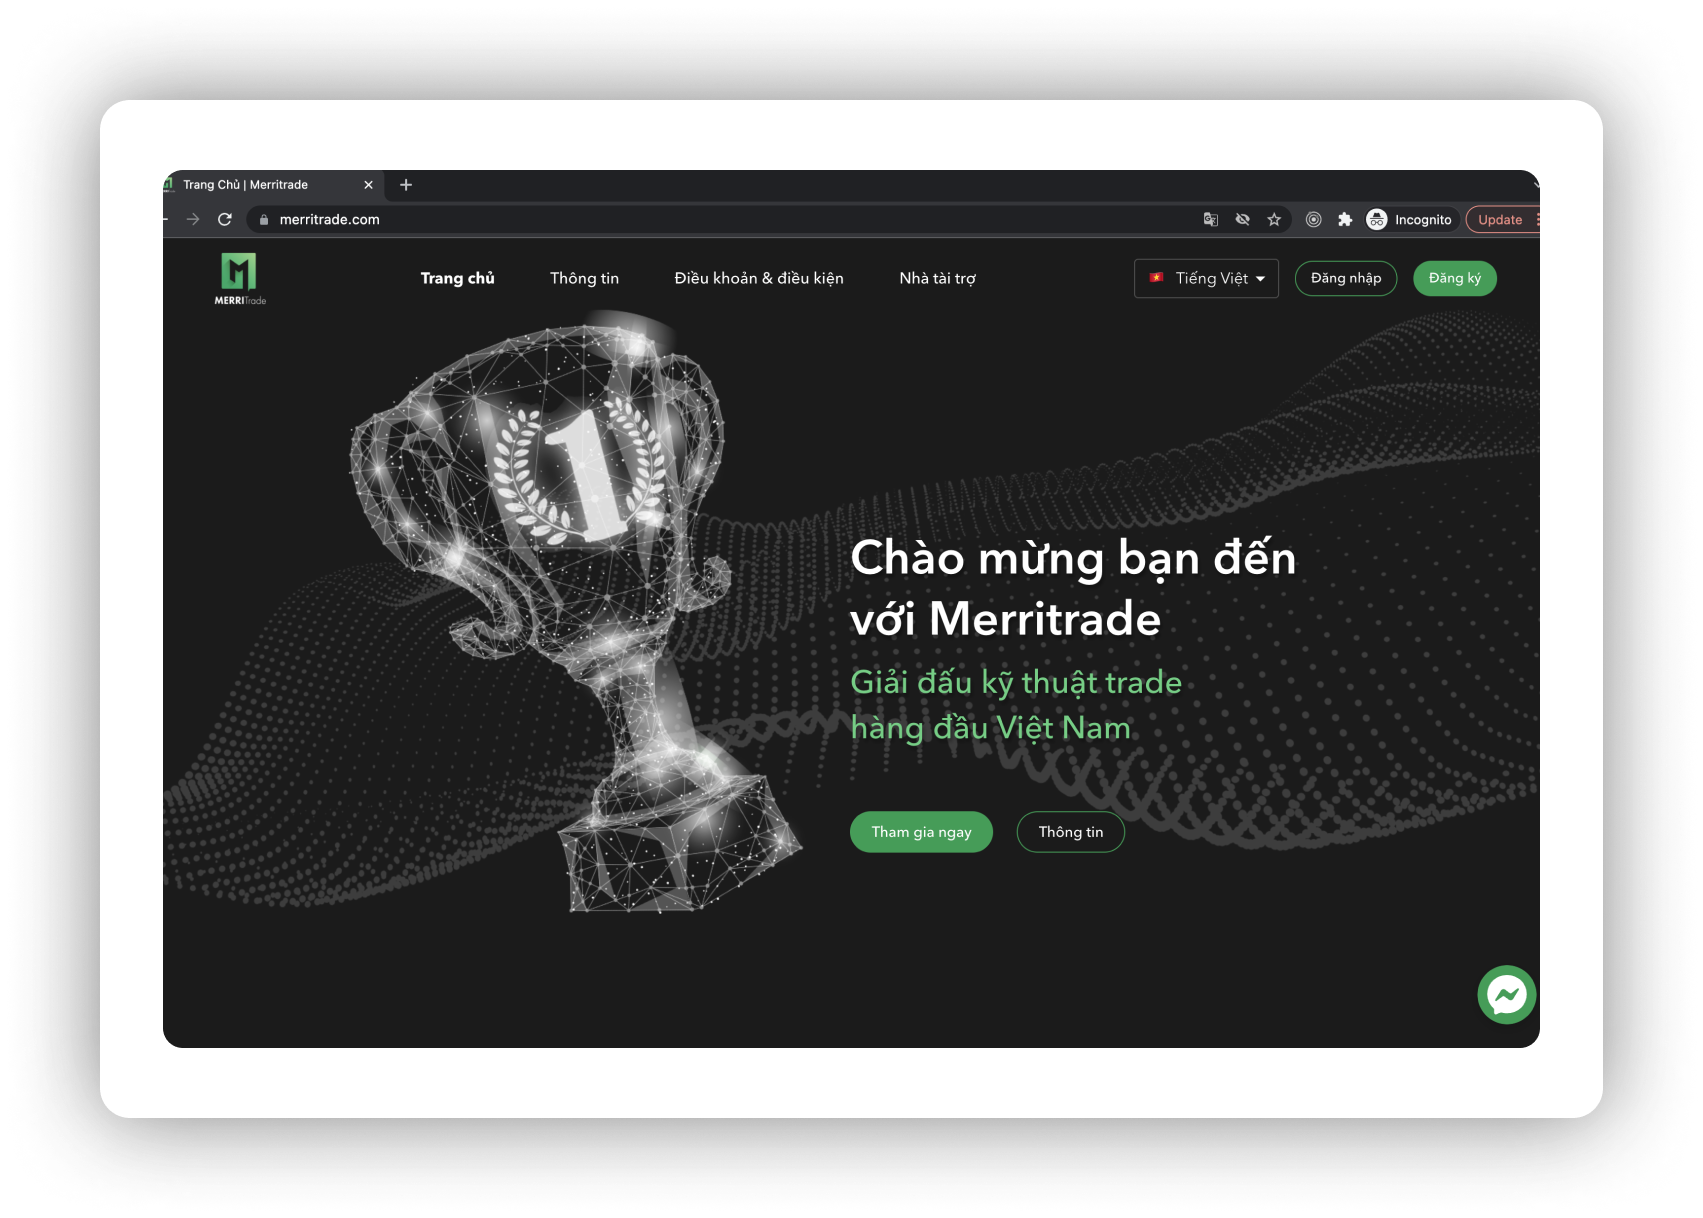 Trang Chủ | Merritrade
merritrade.com
Incognito
Update
MERRITrade
Trang chủ
Thông tin
Điều khoản & điều kiện
Nhà tài trợ
Tiếng Việt
Đăng nhập
Đăng ký
1
Chào mừng bạn đến
với Merritrade
Giải đấu kỹ thuật trade
hàng đầu Việt Nam
Tham gia ngay
Thông tin